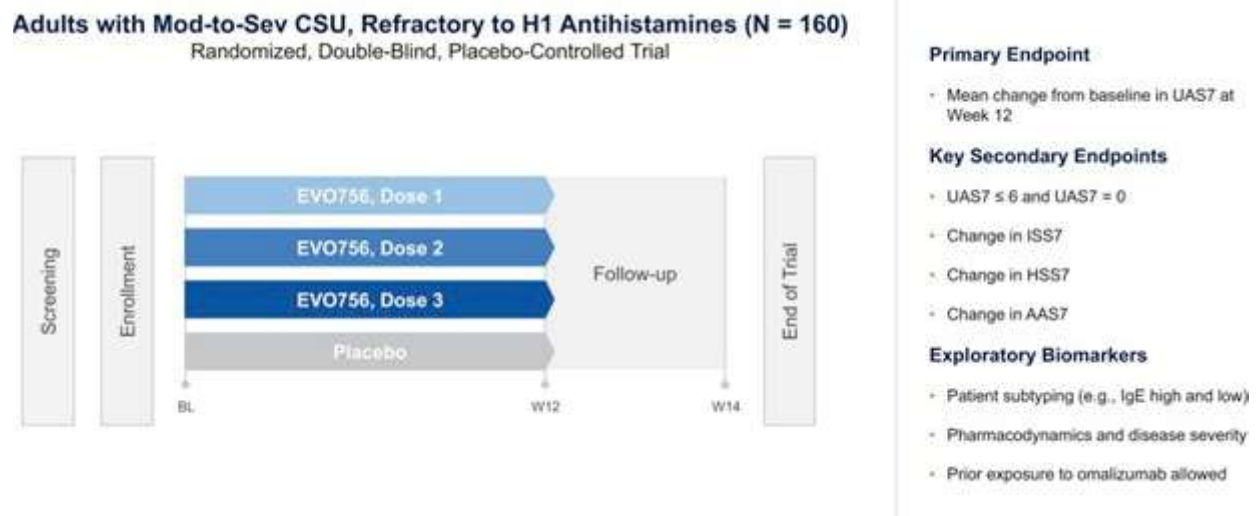 Adults with Mod-to-Sev CSU, Refractory to H1 Antihistamines (N = 160)
Randomized, Double-Blind, Placebo-Controlled Trial
Screening
Enrollment
EVO756, Dose 1
EVO756, Dose 2
EVO756, Dose 3
Placebo
Follow-up
End of Trial
BL
W12
W14
Primary Endpoint
• Mean change from baseline in UAS7 at
Week 12
Key Secondary Endpoints
• UAS7 ≤ 6 and UAS7 = 0
• Change in ISS7
• Change in HSS7
• Change in AAS7
Exploratory Biomarkers
• Patient subtyping (e.g., IgE high and low)
• Pharmacodynamics and disease severity
• Prior exposure to omalizumab allowed